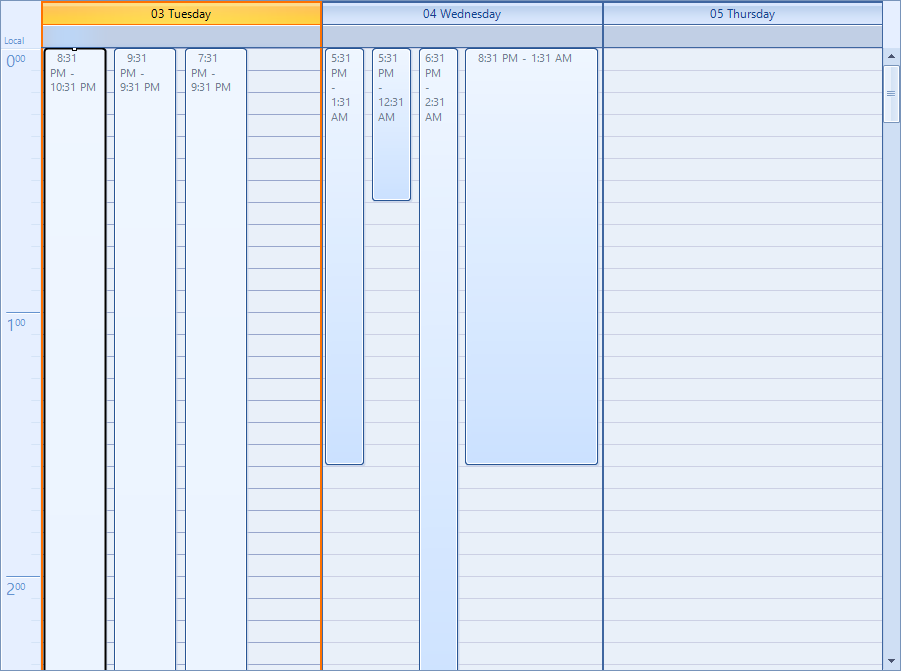 03 Tuesday
04 Wednesday
05 Thursday
Local
0 00
8:31
PM -
10:31 PM
9:31
PM -
9:31 PM
7:31
PM -
9:31 PM
5:31
PM
-
1:31
AM
5:31
PM
-
12:31
AM
6:31
PM
-
2:31
AM
8:31 PM - 1:31 AM
1 00
2 00